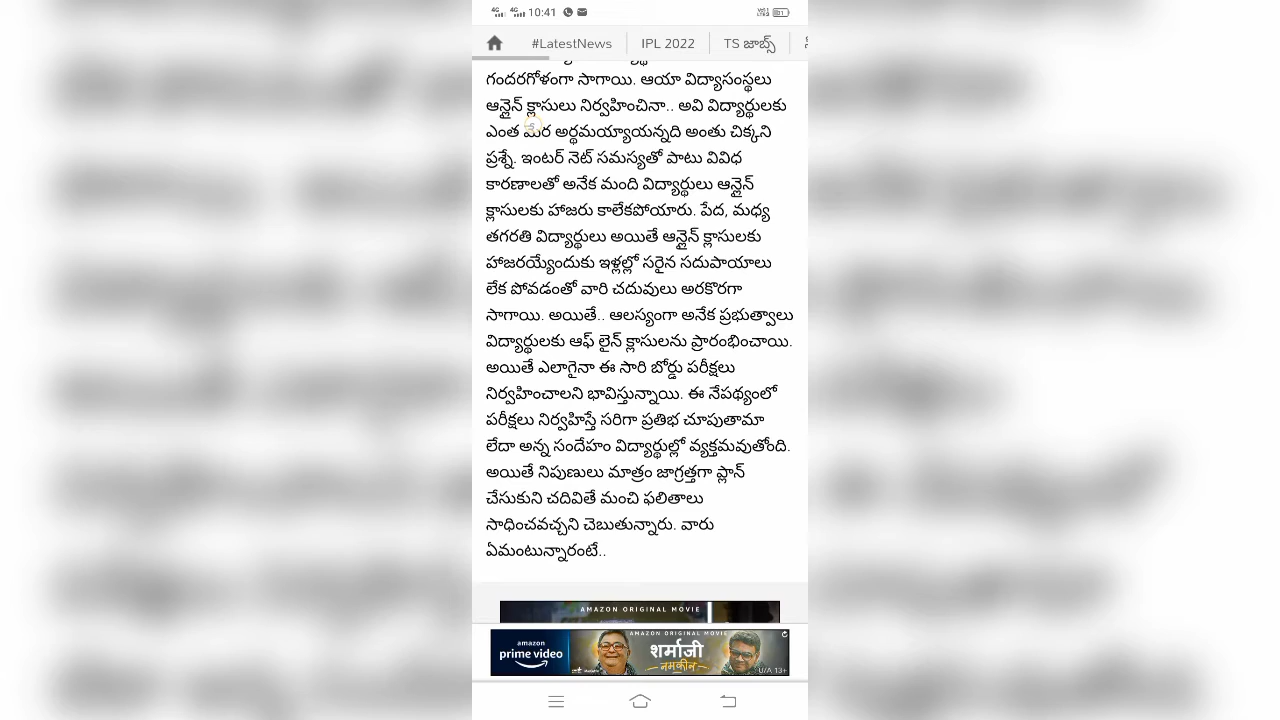 4G 4G 10:41
#LatestNews IPL 2022 TS జాబ్స్
గందరగోళంగా సాగాయి. ఆయా విద్యాసంస్థలు
ఆన్లైన్ క్లాసులు నిర్వహించినా.. అవి విద్యార్థులకు
ఎంత మేర అర్థమయ్యాయన్నది అంతు చిక్కని
ప్రశ్నే. ఇంటర్ నెట్ సమస్యతో పాటు వివిధ
కారణాలతో అనేక మంది విద్యార్థులు ఆన్లైన్
క్లాసులకు హాజరు కాలేకపోయారు. పేద, మధ్య
తగరతి విద్యార్థులు అయితే ఆన్లైన్ క్లాసులకు
హాజరయ్యేందుకు ఇళ్లల్లో సరైన సదుపాయాలు
లేక పోవడంతో వారి చదువులు అరకొరగా
సాగాయి. అయితే.. ఆలస్యంగా అనేక ప్రభుత్వాలు
విద్యార్థులకు ఆఫ్ లైన్ క్లాసులను ప్రారంభించాయి.
అయితే ఎలాగైనా ఈ సారి బోర్డు పరీక్షలు
నిర్వహించాలని భావిస్తున్నాయి. ఈ నేపథ్యంలో
పరీక్షలు నిర్వహిస్తే సరిగా ప్రతిభ చూపుతామా
లేదా అన్న సందేహం విద్యార్థుల్లో వ్యక్తమవుతోంది.
అయితే నిపుణులు మాత్రం జాగ్రత్తగా ప్లాన్
చేసుకుని చదివితే మంచి ఫలితాలు
సాధించవచ్చని చెబుతున్నారు. వారు
ఏమంటున్నారంటే..
AMAZON ORIGINAL MOVIE
AMAZON ORIGINAL MOVIE
amazon
prime video
शर्माजी
नमकीन
U/A 13+